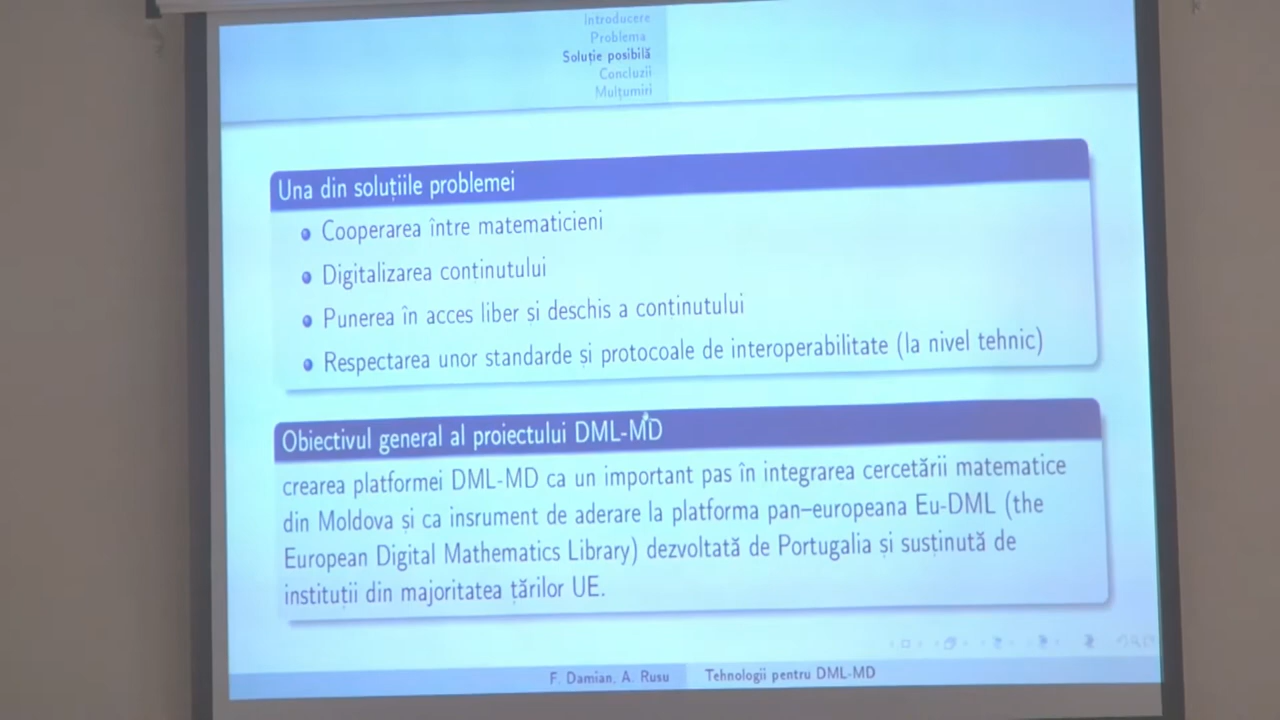 Introducere
Problema
Soluție posibilă
Concluzii
Mulțumiri
Una din soluțiile problemei
Cooperarea între matematicieni
Digitalizarea continutului
Punerea în acces liber și deschis a continutului
Respectarea unor standarde și protocoale de interoperabilitate (la nivel tehnic)
Obiectivul general al proiectului DML-MD
crearea platformei DML-MD ca un important pas în integrarea cercetării matematice
din Moldova și ca insrument de aderare la platforma pan–europeana Eu-DML (the
European Digital Mathematics Library) dezvoltată de Portugalia și susținută de
instituții din majoritatea țărilor UE.
F. Damian, A. Rusu Tehnologii pentru DML-MD